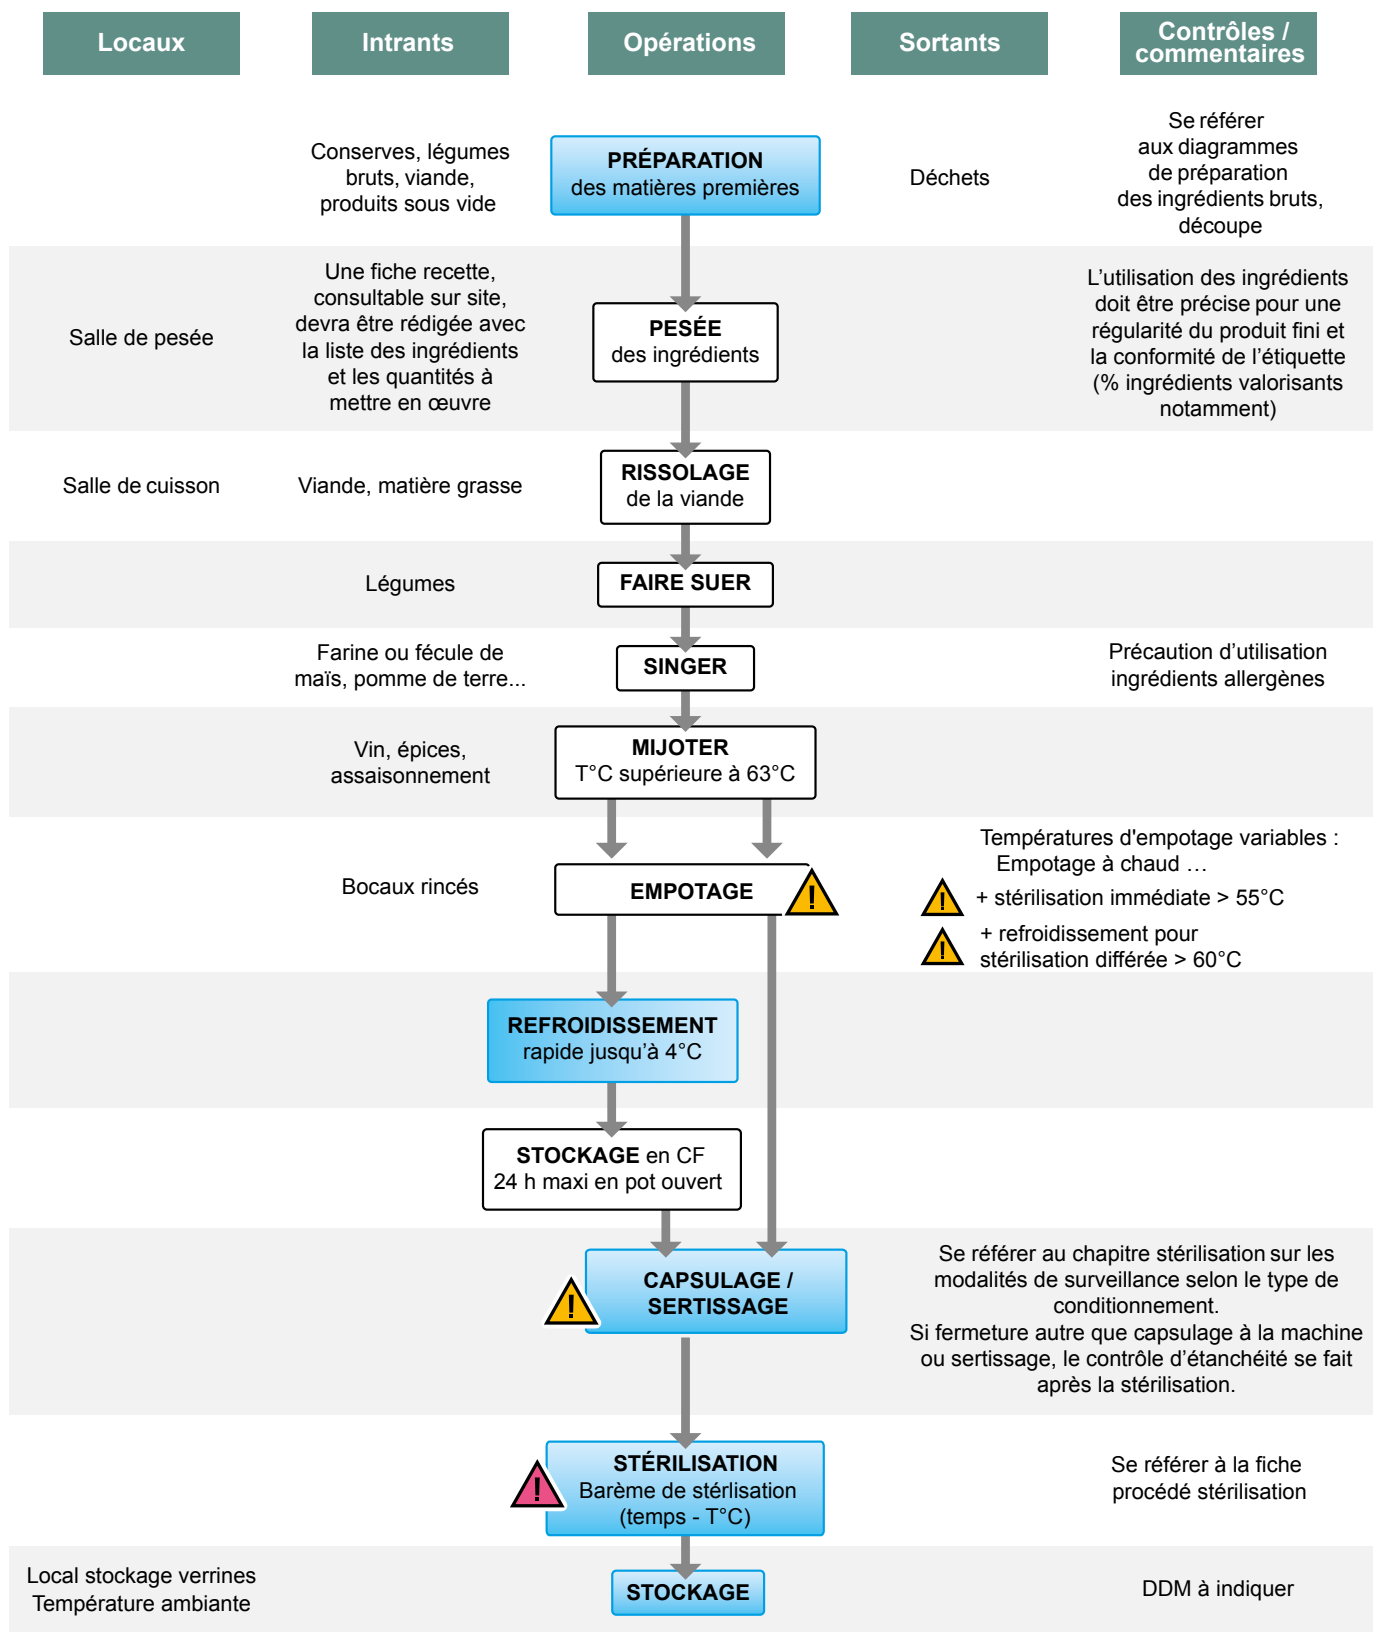 Locaux
Intrants
Opérations
Sortants
Contrôles /
commentaires
Conserves, légumes
bruts, viande,
produits sous vide
PRÉPARATION
des matières premières
Déchets
Se référer
aux diagrammes
de préparation
des ingrédients bruts,
découpe
Salle de pesée
Une fiche recette,
consultable sur site,
devra être rédigée avec
la liste des ingrédients
et les quantités à
mettre en œuvre
PESÉE
des ingrédients
L’utilisation des ingrédients
doit être précise pour une
régularité du produit fini et
la conformité de l’étiquette
(% ingrédients valorisants
notamment)
Salle de cuisson
Viande, matière grasse
RISSOLAGE
de la viande
Légumes
FAIRE SUER
Farine ou fécule de
maïs, pomme de terre...
SINGER
Précaution d’utilisation
ingrédients allergènes
Vin, épices,
assaisonnement
MIJOTER
T°C supérieure à 63°C
Bocaux rincés
EMPOTAGE
!
Températures d'empotage variables :
Empotage à chaud …
! + stérilisation immédiate > 55°C
! + refroidissement pour
stérilisation différée > 60°C
REFROIDISSEMENT
rapide jusqu’à 4°C
STOCKAGE en CF
24 h maxi en pot ouvert
!
CAPSULAGE /
SERTISSAGE
Se référer au chapitre stérilisation sur les
modalités de surveillance selon le type de
conditionnement.
Si fermeture autre que capsulage à la machine
ou sertissage, le contrôle d’étanchéité se fait
après la stérilisation.
!
STÉRILISATION
Barème de stérlisation
(temps - T°C)
Se référer à la fiche
procédé stérilisation
Local stockage verrines
Température ambiante
STOCKAGE
DDM à indiquer